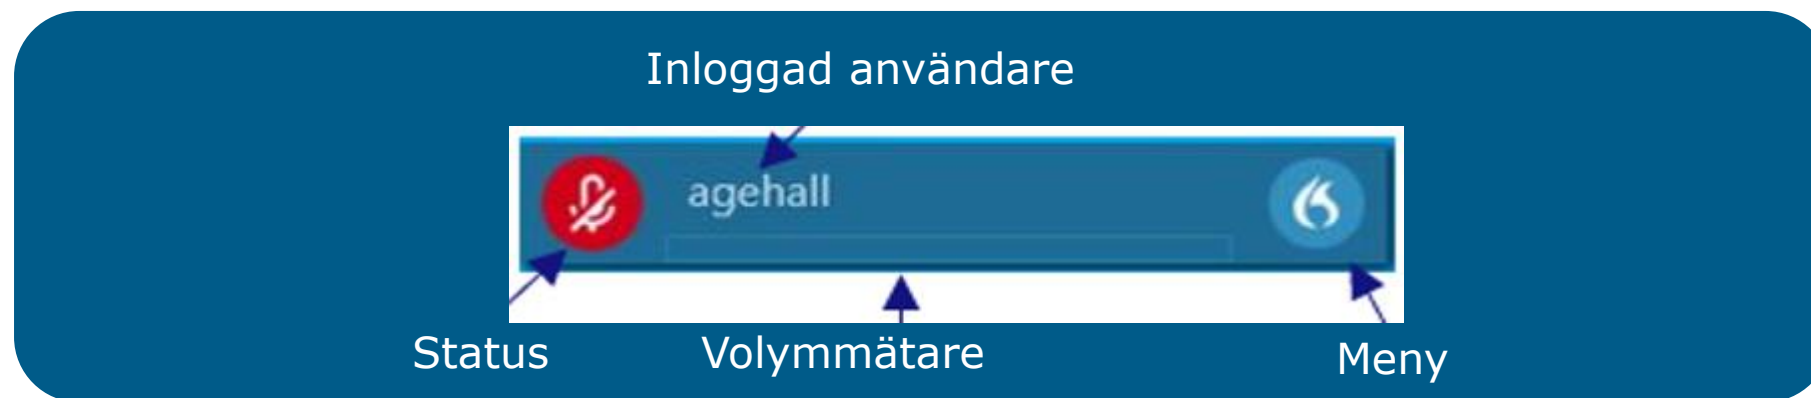 Inloggad användare
agehall
Status
Volymmätare
Meny